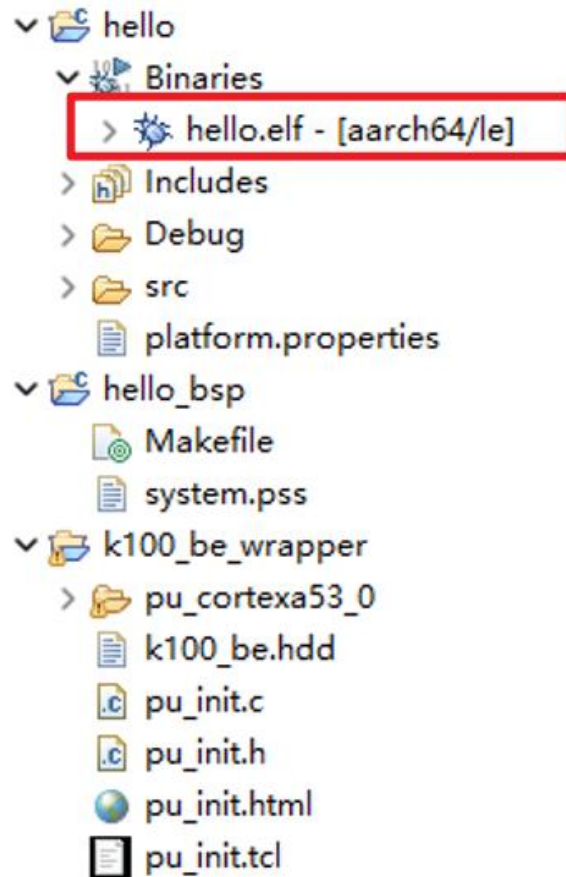 hello
Binaries
hello.elf - [aarch64/le]
Includes
Debug
src
platform.properties
hello_bsp
Makefile
system.pss
k100_be_wrapper
pu_cortexa53_0
k100_be.hdd
pu_init.c
pu_init.h
pu_init.html
pu_init.tcl